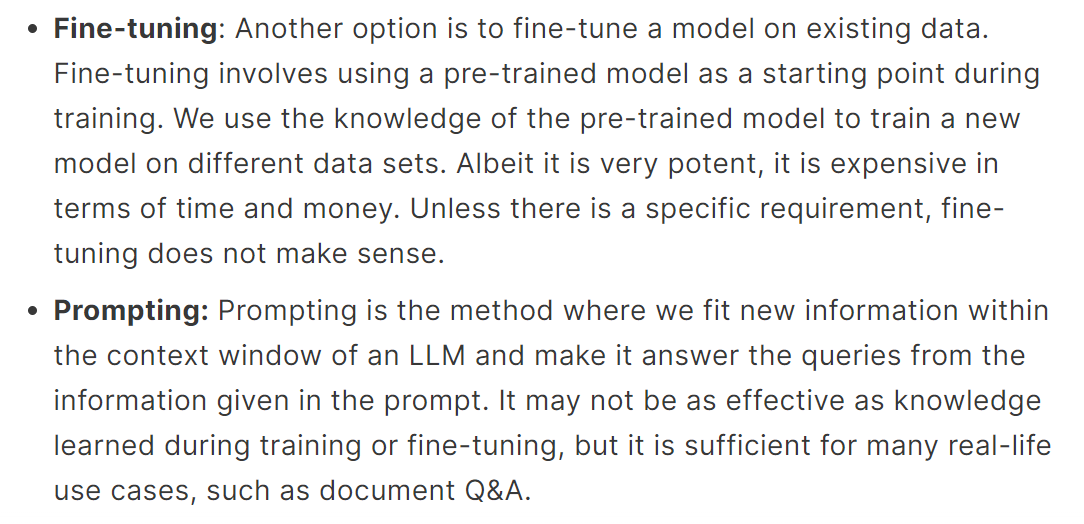 • Fine-tuning: Another option is to fine-tune a model on existing data.
Fine-tuning involves using a pre-trained model as a starting point during
training. We use the knowledge of the pre-trained model to train a new
model on different data sets. Albeit it is very potent, it is expensive in
terms of time and money. Unless there is a specific requirement, fine-
tuning does not make sense.
• Prompting: Prompting is the method where we fit new information within
the context window of an LLM and make it answer the queries from the
information given in the prompt. It may not be as effective as knowledge
learned during training or fine-tuning, but it is sufficient for many real-life
use cases, such as document Q&A.